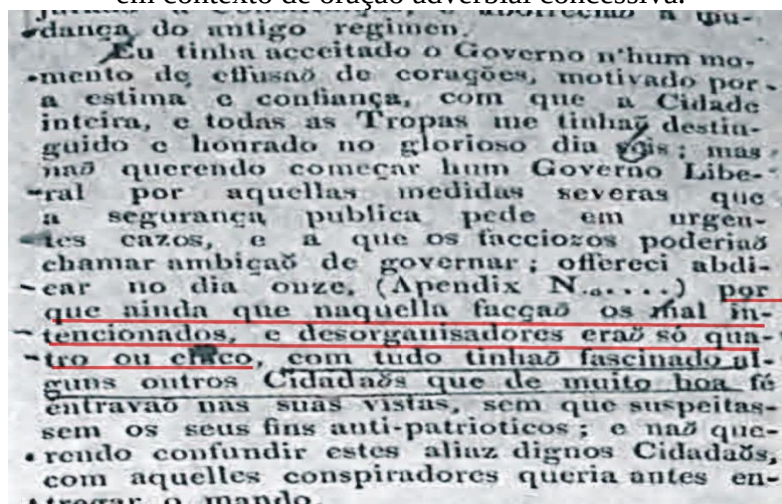 em contexto de oração adverbial concessiva.
a Constituição, o aborreciaõ a mu-
dança do antigo regimen.
Eu tinha acceitado o Governo n'hum mo-
mento de effusaõ de corações, motivado por
a estima e confiança, com que a Cidade
inteira, e todas as Tropas me tinhaõ destin-
guido e honrado no glorioso dia seis; mas
naõ querendo começar hum Governo Libe-
ral por aquellas medidas severas que
a segurança publica pede em urgen-
tes cazos, e a que os facciozos poderiaõ
chamar ambiçaõ de governar; offereci abdi-
car no dia onze. (Apendix N.......) por
que ainda que naquella facçaõ os mal in-
tencionados, e desorganisadores eraõ só qua-
tro ou cinco, com tudo tinhaõ fascinado al-
guns outros Cidadaõs que de muito boa fé
entravaõ nas suas vistas, sem que suspeitas-
sem os seus fins anti-patrioticos; e naõ que-
rendo confundir estes aliaz dignos Cidadaõs,
com aquelles conspiradores queria antes en-
tregar o mando.